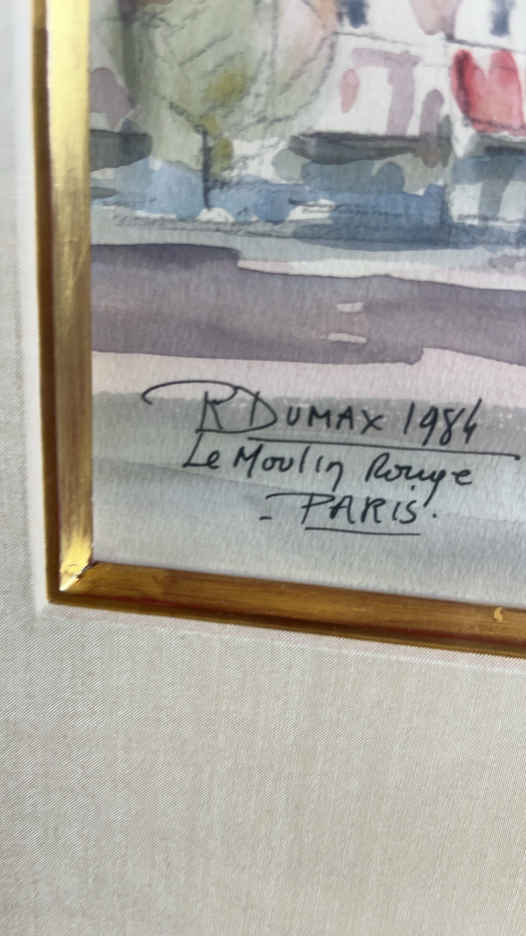 R Dumax 1984
Le Moulin Rouge
- PARIS.